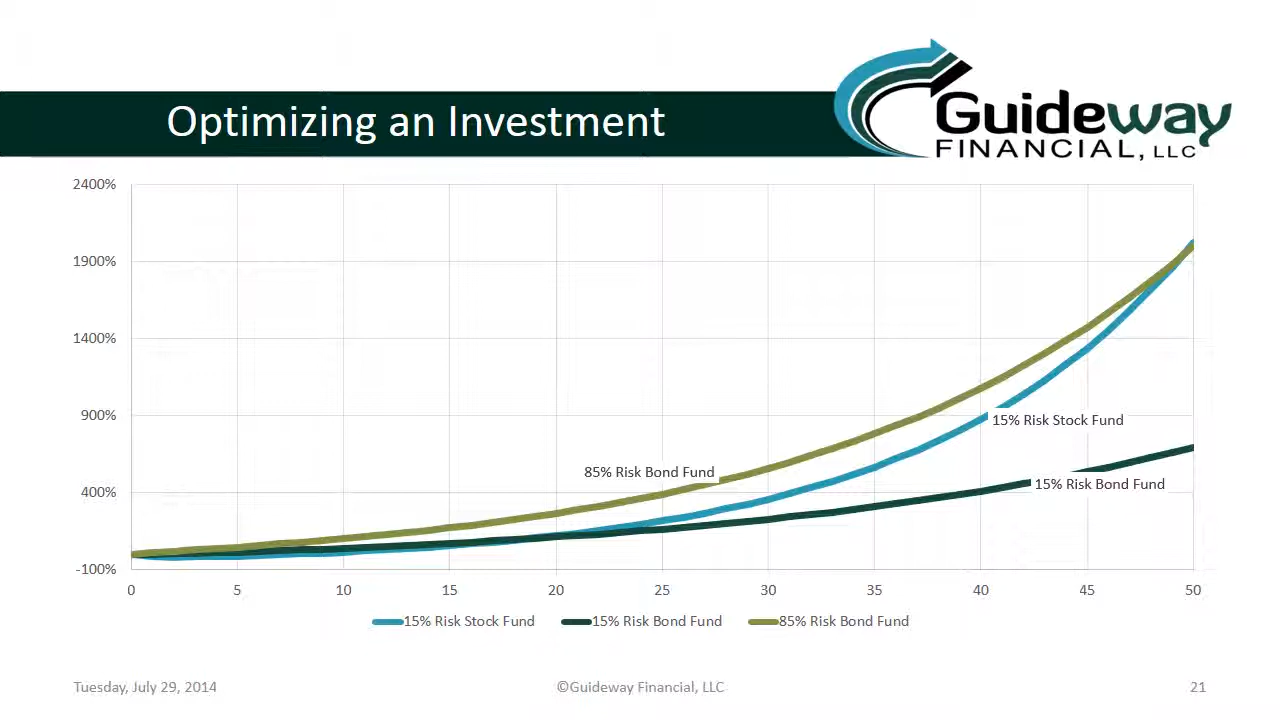 Optimizing an Investment
Guideway
FINANCIAL, LLC
2400%
1900%
1400%
900%
400%
-100%
15% Risk Stock Fund
85% Risk Bond Fund
15% Risk Bond Fund
0 5 10 15 20 25 30 35 40 45 50
15% Risk Stock Fund 15% Risk Bond Fund 85% Risk Bond Fund
Tuesday, July 29, 2014 ©Guideway Financial, LLC 21